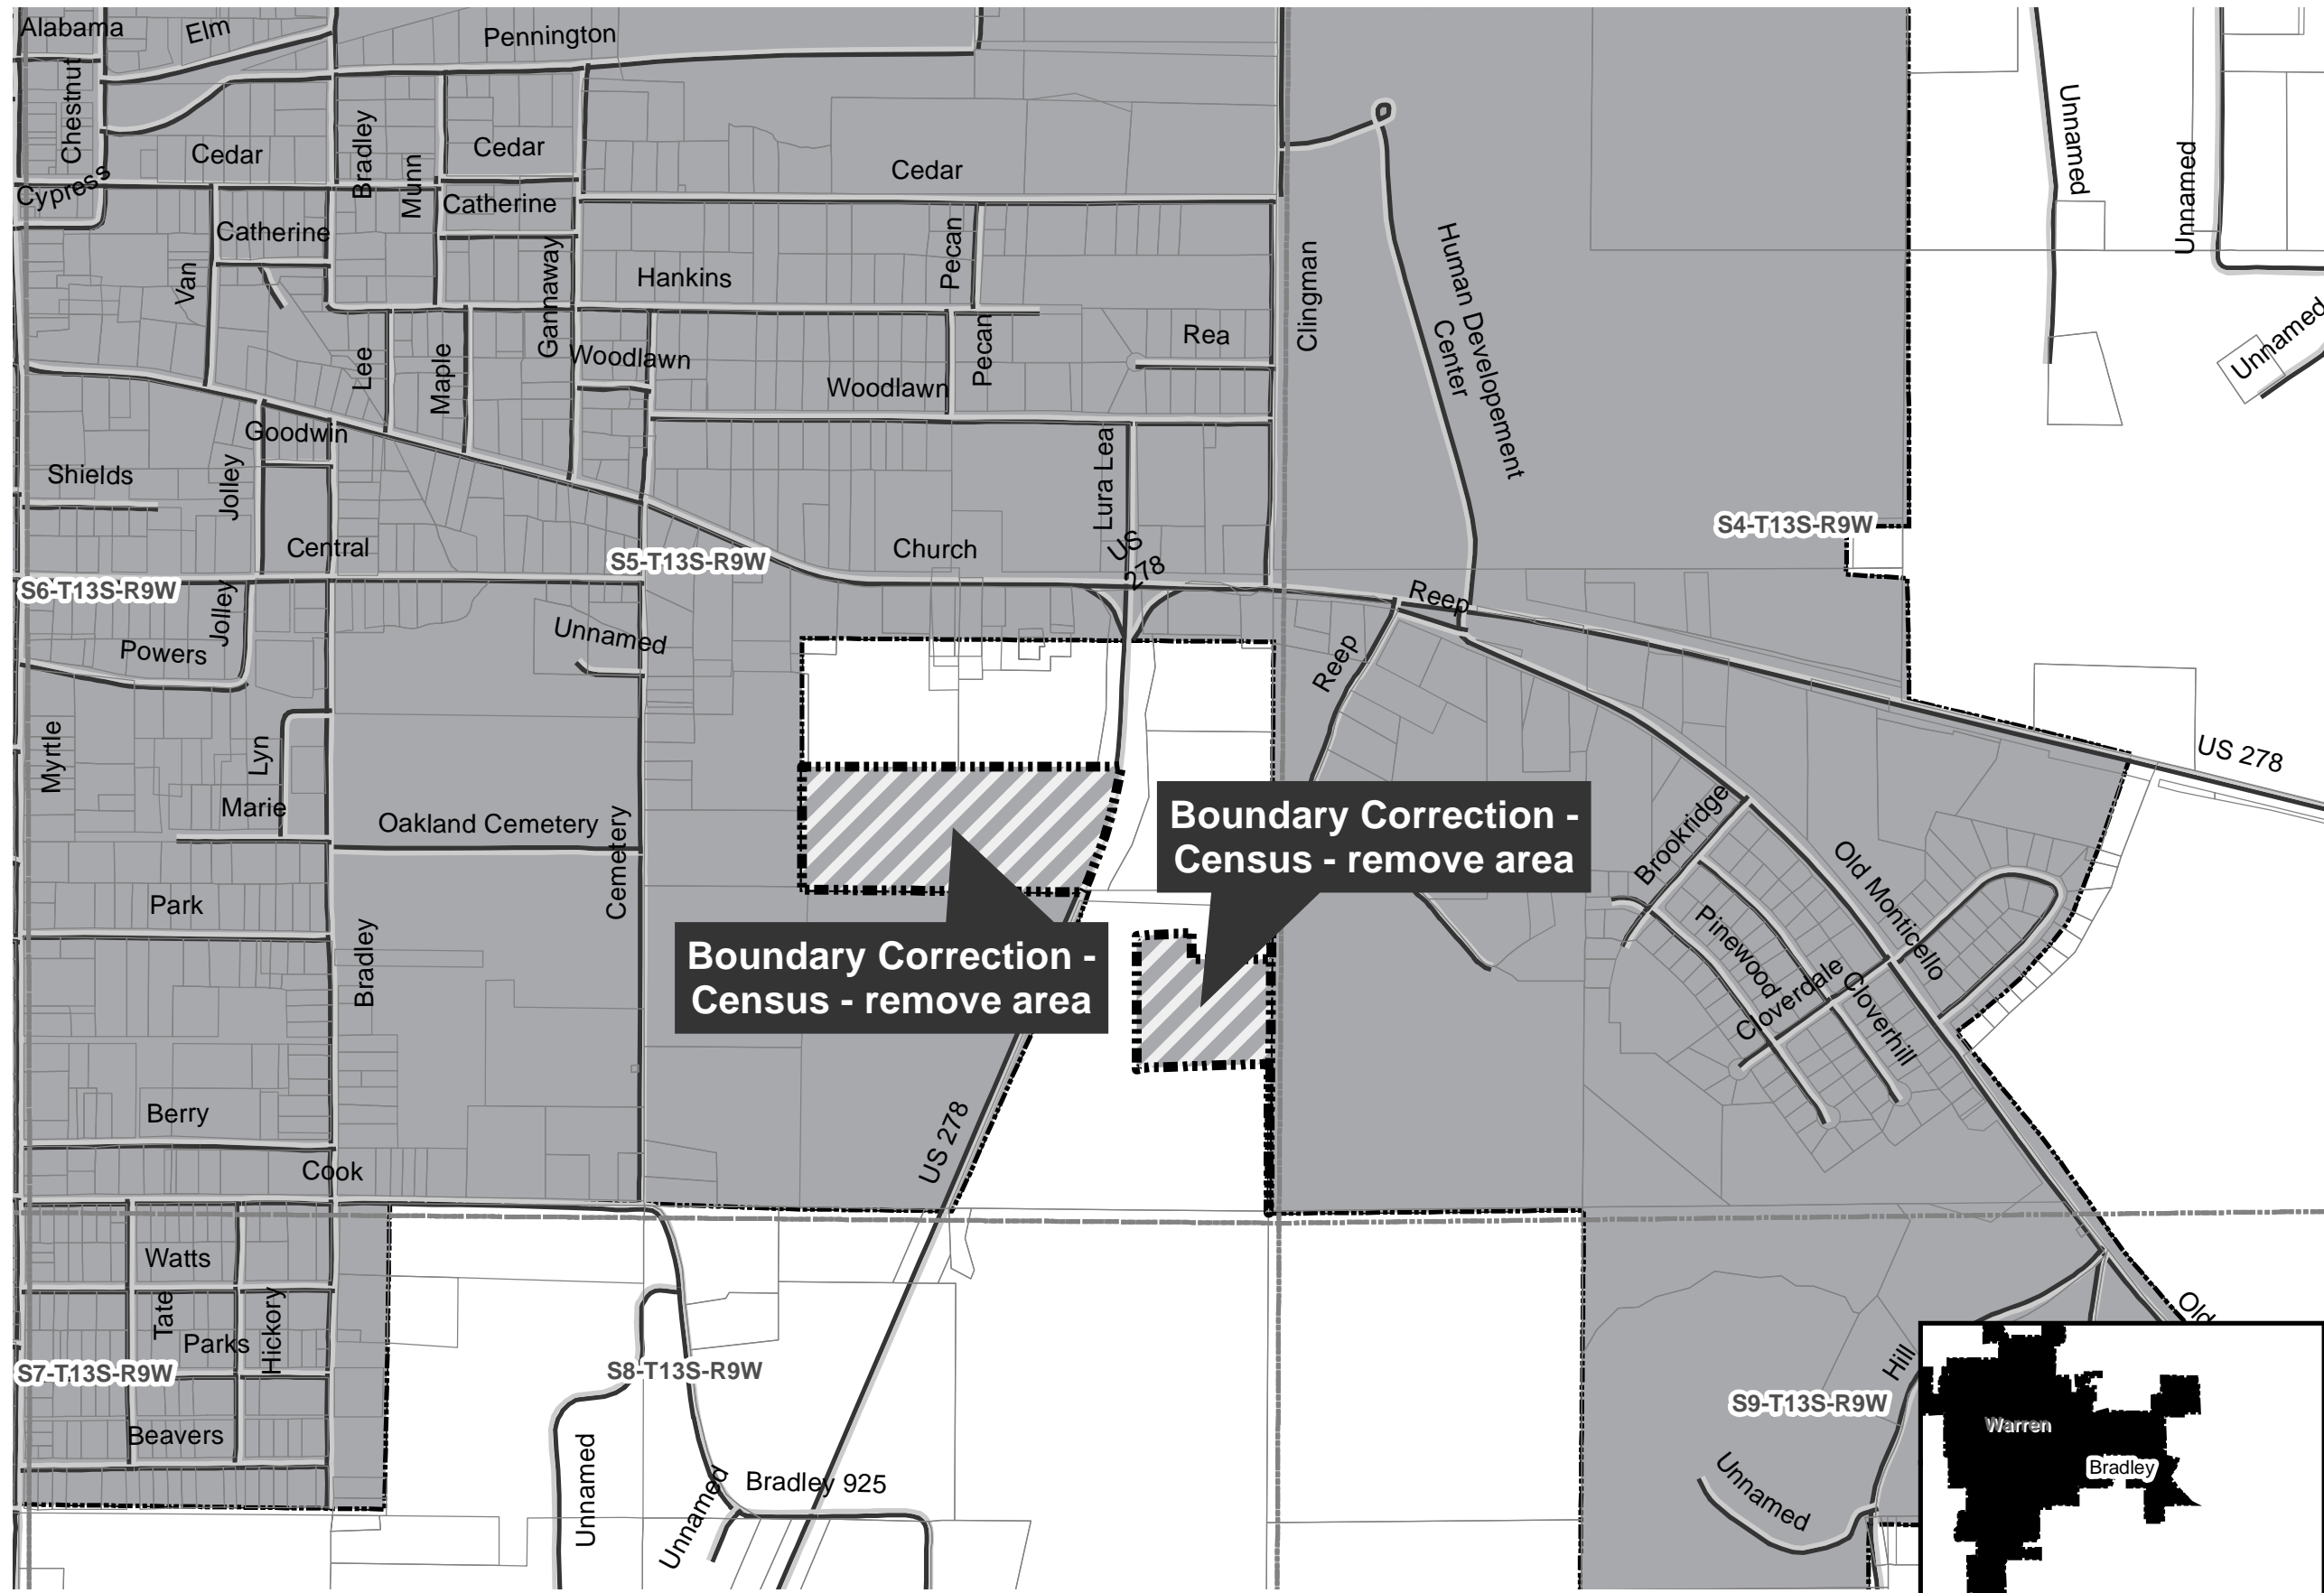 Alabama
Elm
Pennington
Chestnut
Cedar
Bradley
Munn
Cedar
Cedar
Cypress
Catherine
Catherine
Van
Gannaway
Hankins
Pecan
Clingman
Human Developement
Center
Unnamed
Unnamed
Unnamed
Lee
Maple
Woodlawn
Woodlawn
Pecan
Rea
Goodwin
Shields
Jolley
Lura Lea
Central
S5-T13S-R9W
Church
US
278
S4-T13S-R9W
S6-T13S-R9W
Jolley
Powers
Unnamed
Reep
Reep
Myrtle
Lyn
Marie
Oakland Cemetery
Cemetery
US 278
Boundary Correction -
Census - remove area
Brookridge
Old Monticello
Park
Bradley
Boundary Correction -
Census - remove area
Pinewood
Cloverdale
Cloverhill
Berry
US 278
Cook
Watts
Tate
Parks
Hickory
Old
S7-T13S-R9W
S8-T13S-R9W
Hill
S9-T13S-R9W
Warren
Beavers
Unnamed
Unnamed
Bradley 925
Unnamed
Bradley